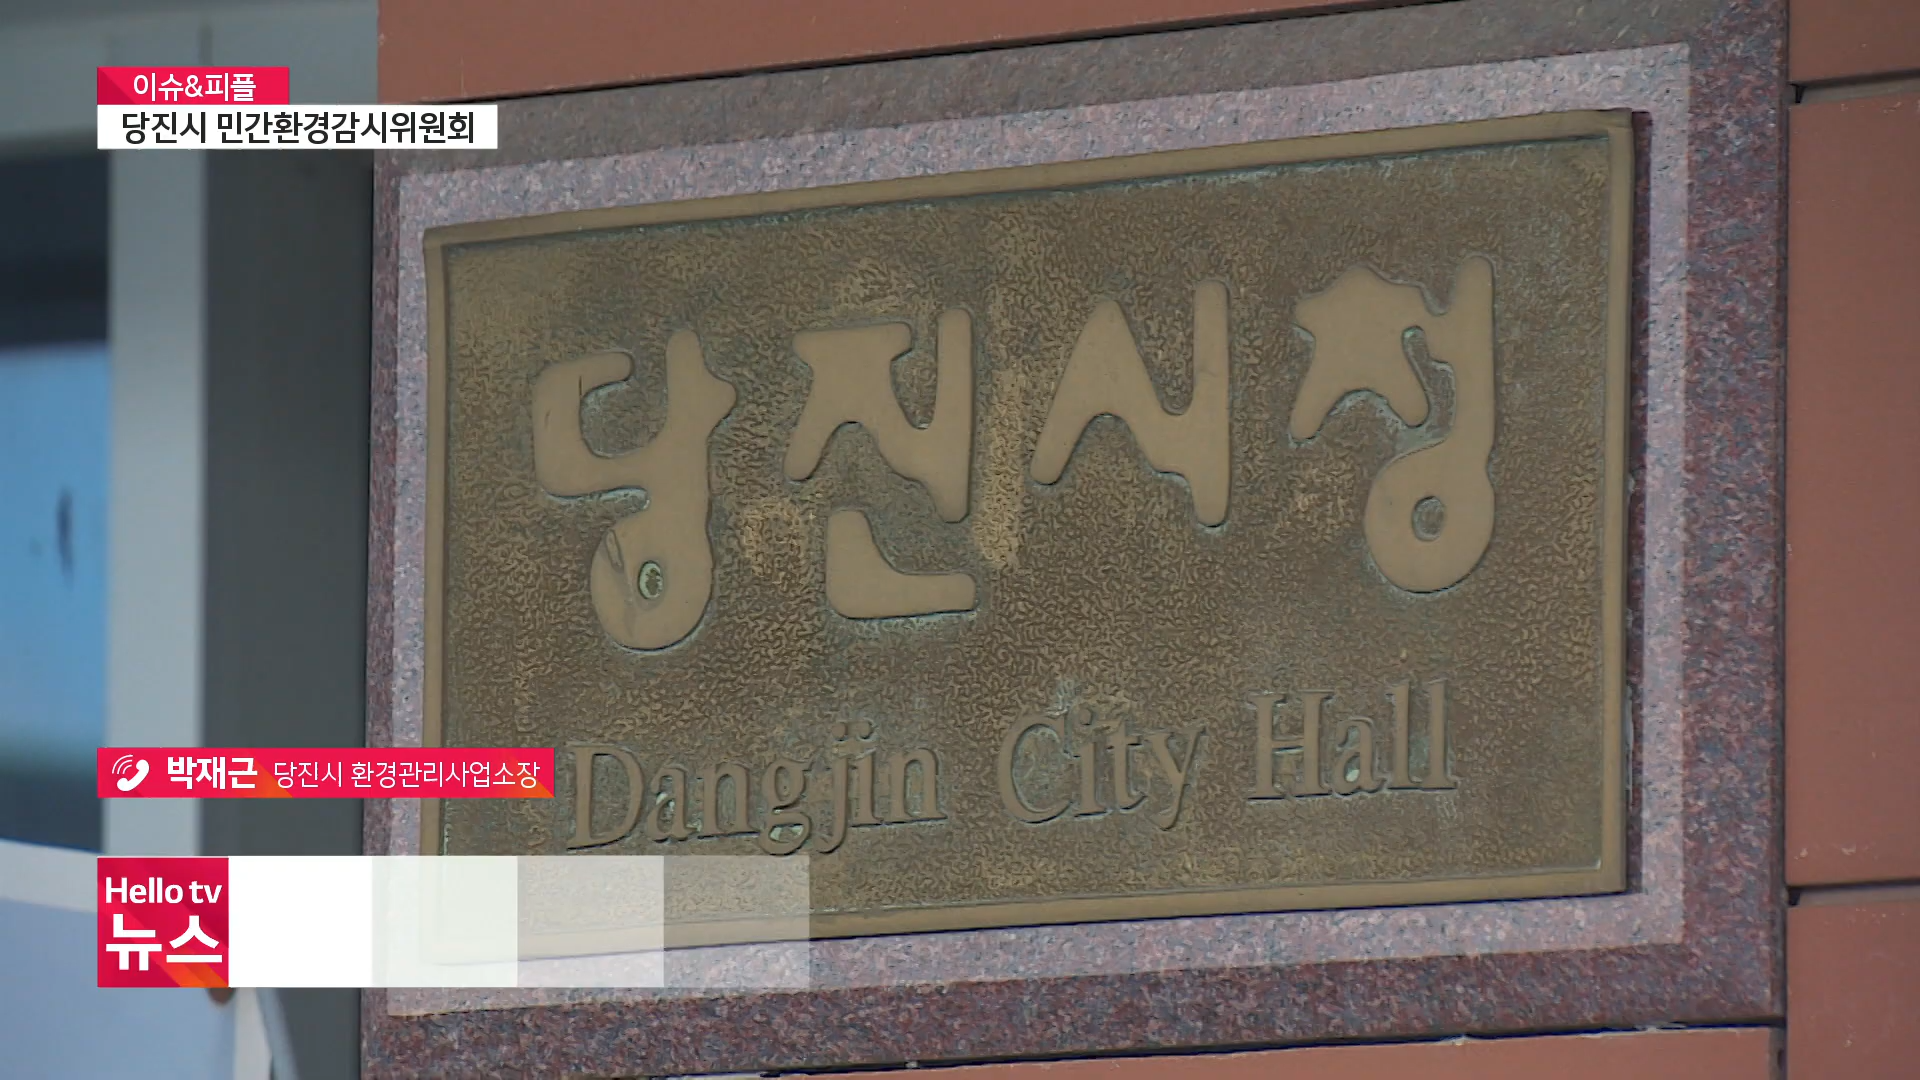 이슈&피플
당진시 민간환경감시위원회
당진시청
Dangjin City Hall
박재근 당진시 환경관리사업소장
Hello tv
뉴스